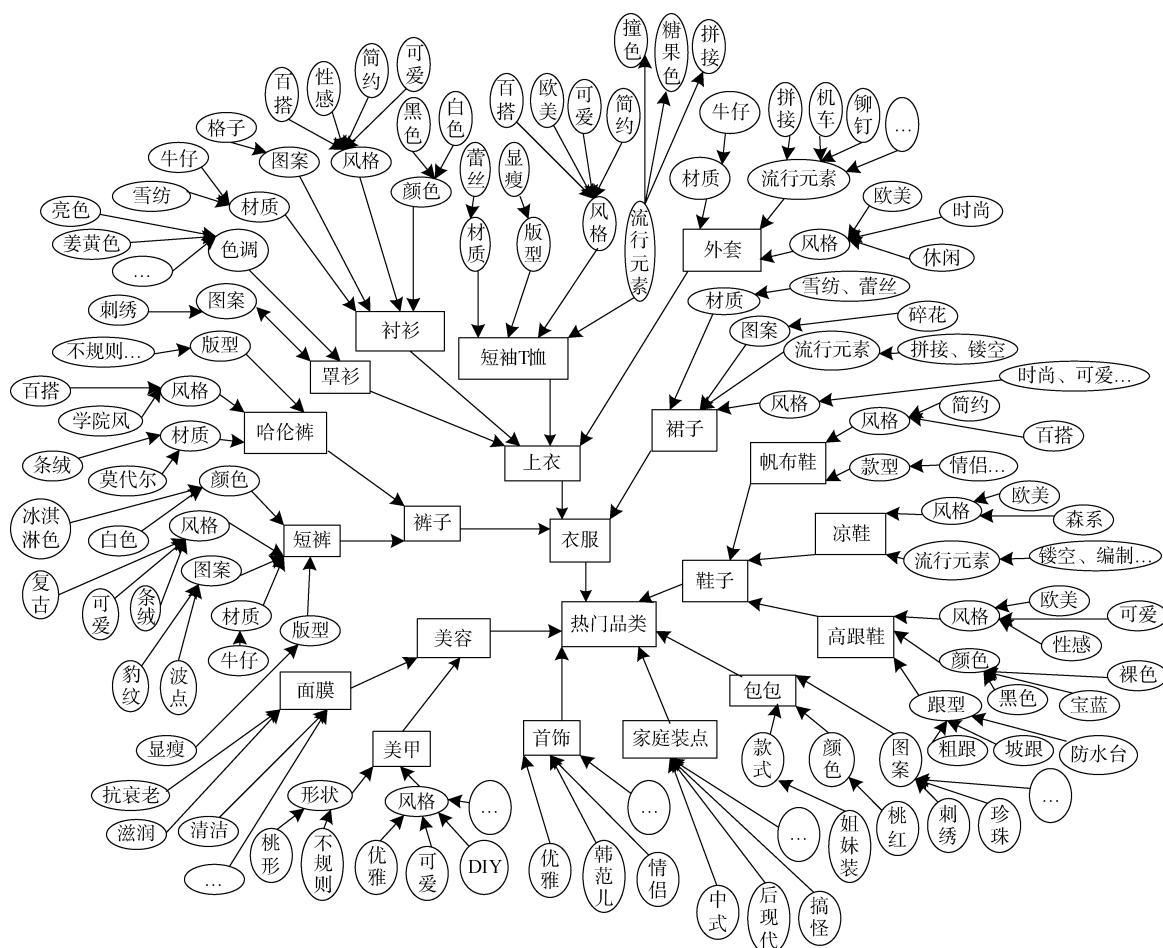 撞色
糖果色
拼接
百搭
性感
简约
可爱
黑色
白色
百搭
欧美
可爱
简约
牛仔
拼接
机车
铆钉
…
格子
图案
风格
颜色
蕾丝
显瘦
风格
流行元素
材质
流行元素
牛仔
雪纺
材质
材质
版型
欧美
时尚
休闲
风格
外套
亮色
姜黄色
…
色调
刺绣
图案
衬衫
短袖T恤
材质
雪纺、蕾丝
图案
碎花
流行元素
拼接、镂空
不规则…
版型
罩衫
风格
时尚、可爱…
百搭
学院风
风格
哈伦裤
裙子
风格
简约
百搭
条绒
材质
莫代尔
上衣
帆布鞋
款型
情侣…
冰淇淋色
白色
颜色
裤子
衣服
凉鞋
风格
欧美
森系
风格
短裤
流行元素
镂空、编制…
复古
可爱
条绒
图案
材质
版型
牛仔
鞋子
热门品类
美容
高跟鞋
风格
欧美
可爱
性感
豹纹
波点
面膜
包包
颜色
裸色
黑色
宝蓝
显瘦
美甲
首饰
家庭装点
款式
颜色
图案
跟型
粗跟
坡跟
防水台
抗衰老
滋润
清洁
…
形状
风格
…
…
…
…
桃形
不规则
优雅
可爱
DIY
优雅
韩范儿
情侣
中式
后现代
搞怪
姐妹装
桃红
刺绣
珍珠